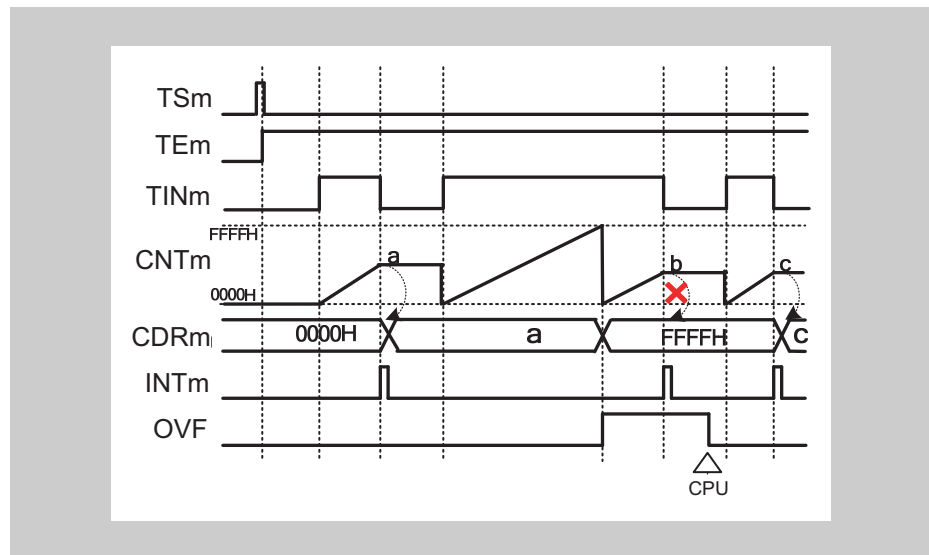 TSm
TEm
TINm
FFFFH
CNTm
a
b
c
0000H
CDRm
0000H
a
FFFFH
c
INTm
OVF
CPU